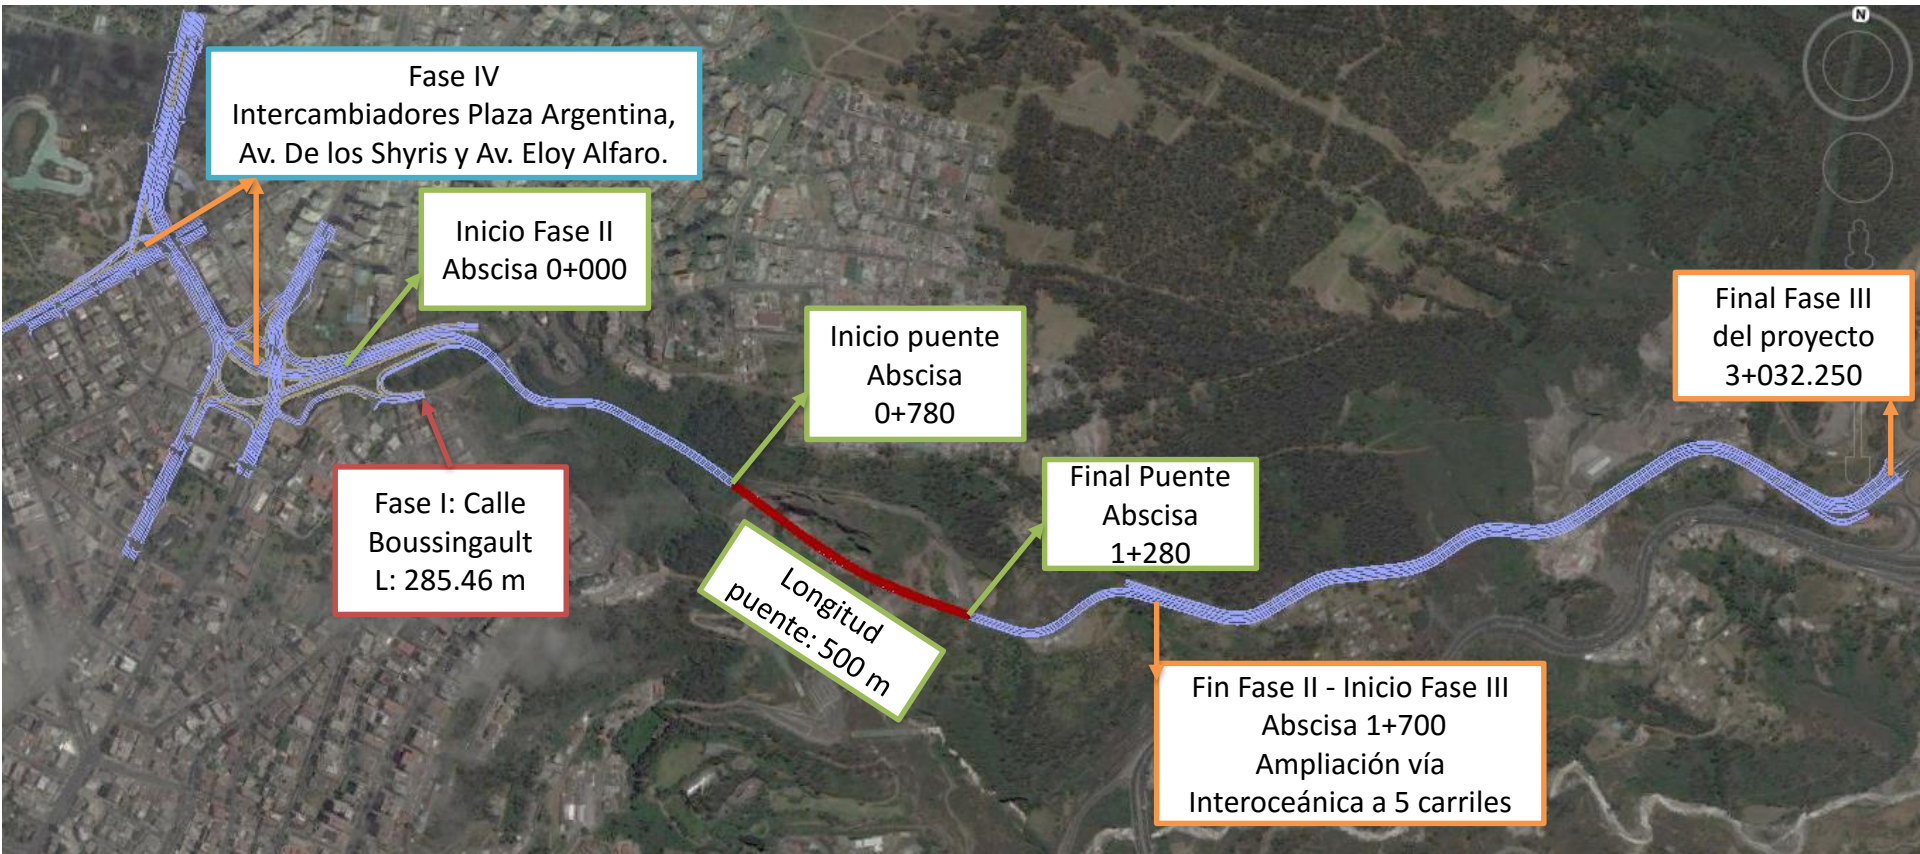 N
Fase IV
Intercambiadores Plaza Argentina,
Av. De los Shyris y Av. Eloy Alfaro.
Inicio Fase II
Abscisa 0+000
Inicio puente
Abscisa
0+780
Final Fase III
del proyecto
3+032.250
Fase I: Calle
Boussingault
L: 285.46 m
Final Puente
Abscisa
1+280
Longitud
puente: 500 m
Fin Fase II - Inicio Fase III
Abscisa 1+700
Ampliación vía
Interoceánica a 5 carriles